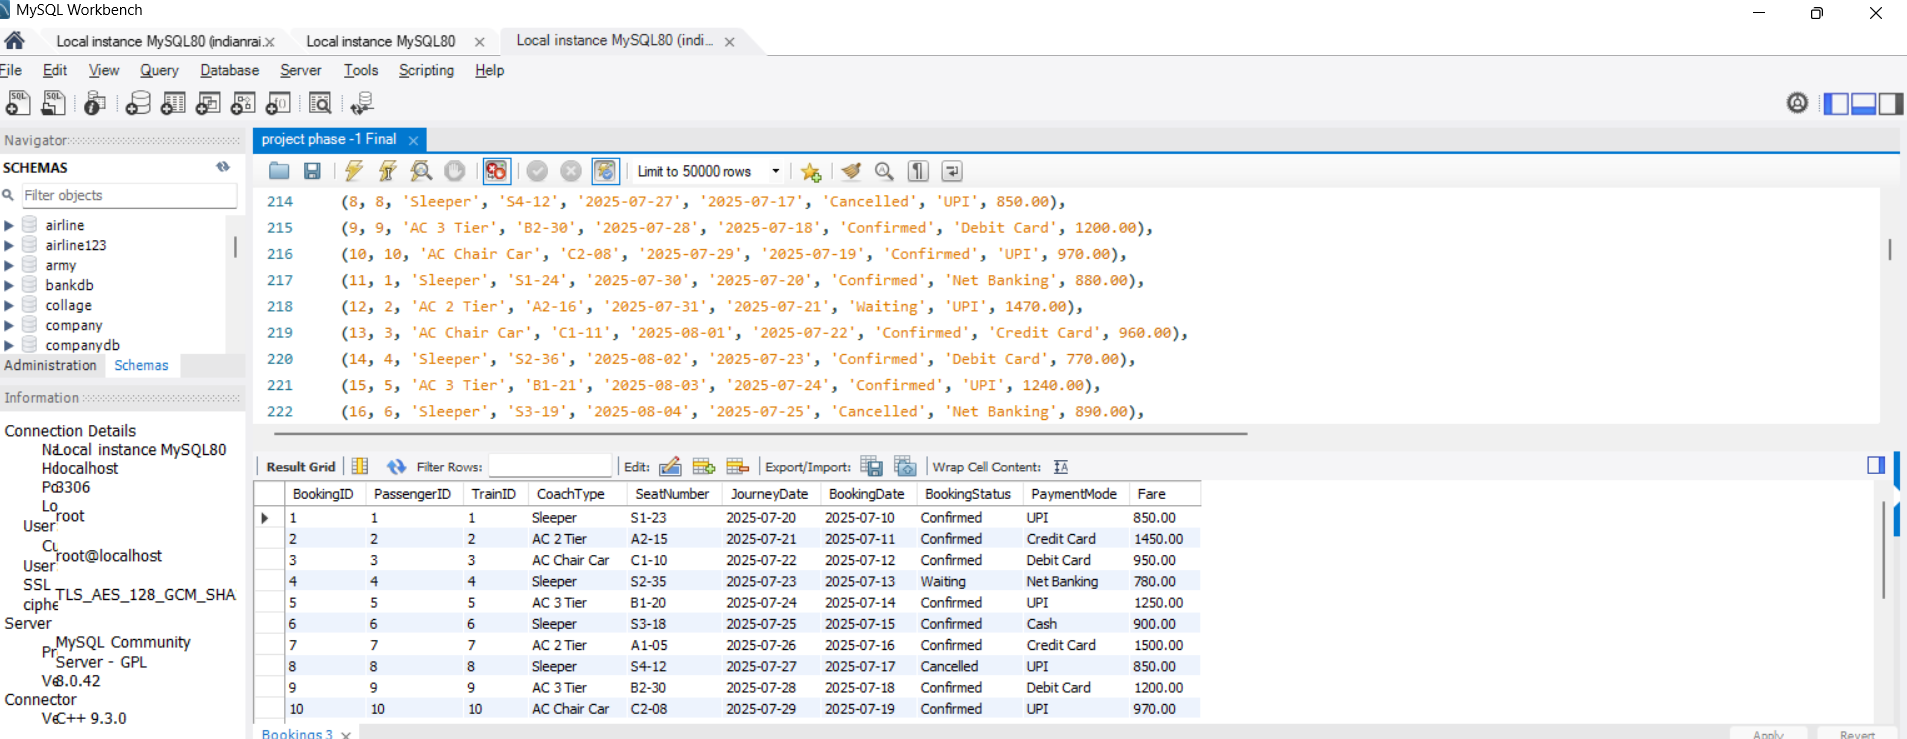 MySQL Workbench
Local instance MySQL80 (indianrai.x Local instance MySQL80 x Local instance MySQL80 (indi... x
File Edit View Query Database Server Tools Scripting Help
Navigator
project phase -1 Final x
SCHEMAS
Limit to 50000 rows
Filter objects
airline
airline123
army
bankdb
collage
company
companydb
Administration Schemas
214 (8, 8, 'Sleeper', 'S4-12', '2025-07-27', '2025-07-17', 'Cancelled', 'UPI', 850.00),
215 (9, 9, 'AC 3 Tier', 'B2-30', '2025-07-28', '2025-07-18', 'Confirmed', 'Debit Card', 1200.00),
216 (10, 10, 'AC Chair Car', 'C2-08', '2025-07-29', '2025-07-19', 'Confirmed', 'UPI', 970.00),
217 (11, 1, 'Sleeper', 'S1-24', '2025-07-30', '2025-07-20', 'Confirmed', 'Net Banking', 880.00),
218 (12, 2, 'AC 2 Tier', 'A2-16', '2025-07-31', '2025-07-21', 'Waiting', 'UPI', 1470.00),
219 (13, 3, 'AC Chair Car', 'C1-11', '2025-08-01', '2025-07-22', 'Confirmed', 'Credit Card', 960.00),
220 (14, 4, 'Sleeper', 'S2-36', '2025-08-02', '2025-07-23', 'Confirmed', 'Debit Card', 770.00),
221 (15, 5, 'AC 3 Tier', 'B1-21', '2025-08-03', '2025-07-24', 'Confirmed', 'UPI', 1240.00),
222 (16, 6, 'Sleeper', 'S3-19', '2025-08-04', '2025-07-25', 'Cancelled', 'Net Banking', 890.00),
Information
Connection Details
Local instance MySQL80
localhost
3306
root
User
root@localhost
User
SSL
TLS_AES_128_GCM_SHA
Server
MySQL Community
Server - GPL
8.0.42
Connector
C++ 9.3.0
Result Grid Filter Rows: Edit: Export/Import: Wrap Cell Content:
BookingID PassengerID TrainID CoachType SeatNumber JourneyDate BookingDate BookingStatus PaymentMode Fare
1 1 1 Sleeper S1-23 2025-07-20 2025-07-10 Confirmed UPI 850.00
2 2 2 AC 2 Tier A2-15 2025-07-21 2025-07-11 Confirmed Credit Card 1450.00
3 3 3 AC Chair Car C1-10 2025-07-22 2025-07-12 Confirmed Debit Card 950.00
4 4 4 Sleeper S2-35 2025-07-23 2025-07-13 Waiting Net Banking 780.00
5 5 5 AC 3 Tier B1-20 2025-07-24 2025-07-14 Confirmed UPI 1250.00
6 6 6 Sleeper S3-18 2025-07-25 2025-07-15 Confirmed Cash 900.00
7 7 7 AC 2 Tier A1-05 2025-07-26 2025-07-16 Confirmed Credit Card 1500.00
8 8 8 Sleeper S4-12 2025-07-27 2025-07-17 Cancelled UPI 850.00
9 9 9 AC 3 Tier B2-30 2025-07-28 2025-07-18 Confirmed Debit Card 1200.00
10 10 10 AC Chair Car C2-08 2025-07-29 2025-07-19 Confirmed UPI 970.00
Bookings 3 x Apply Revert